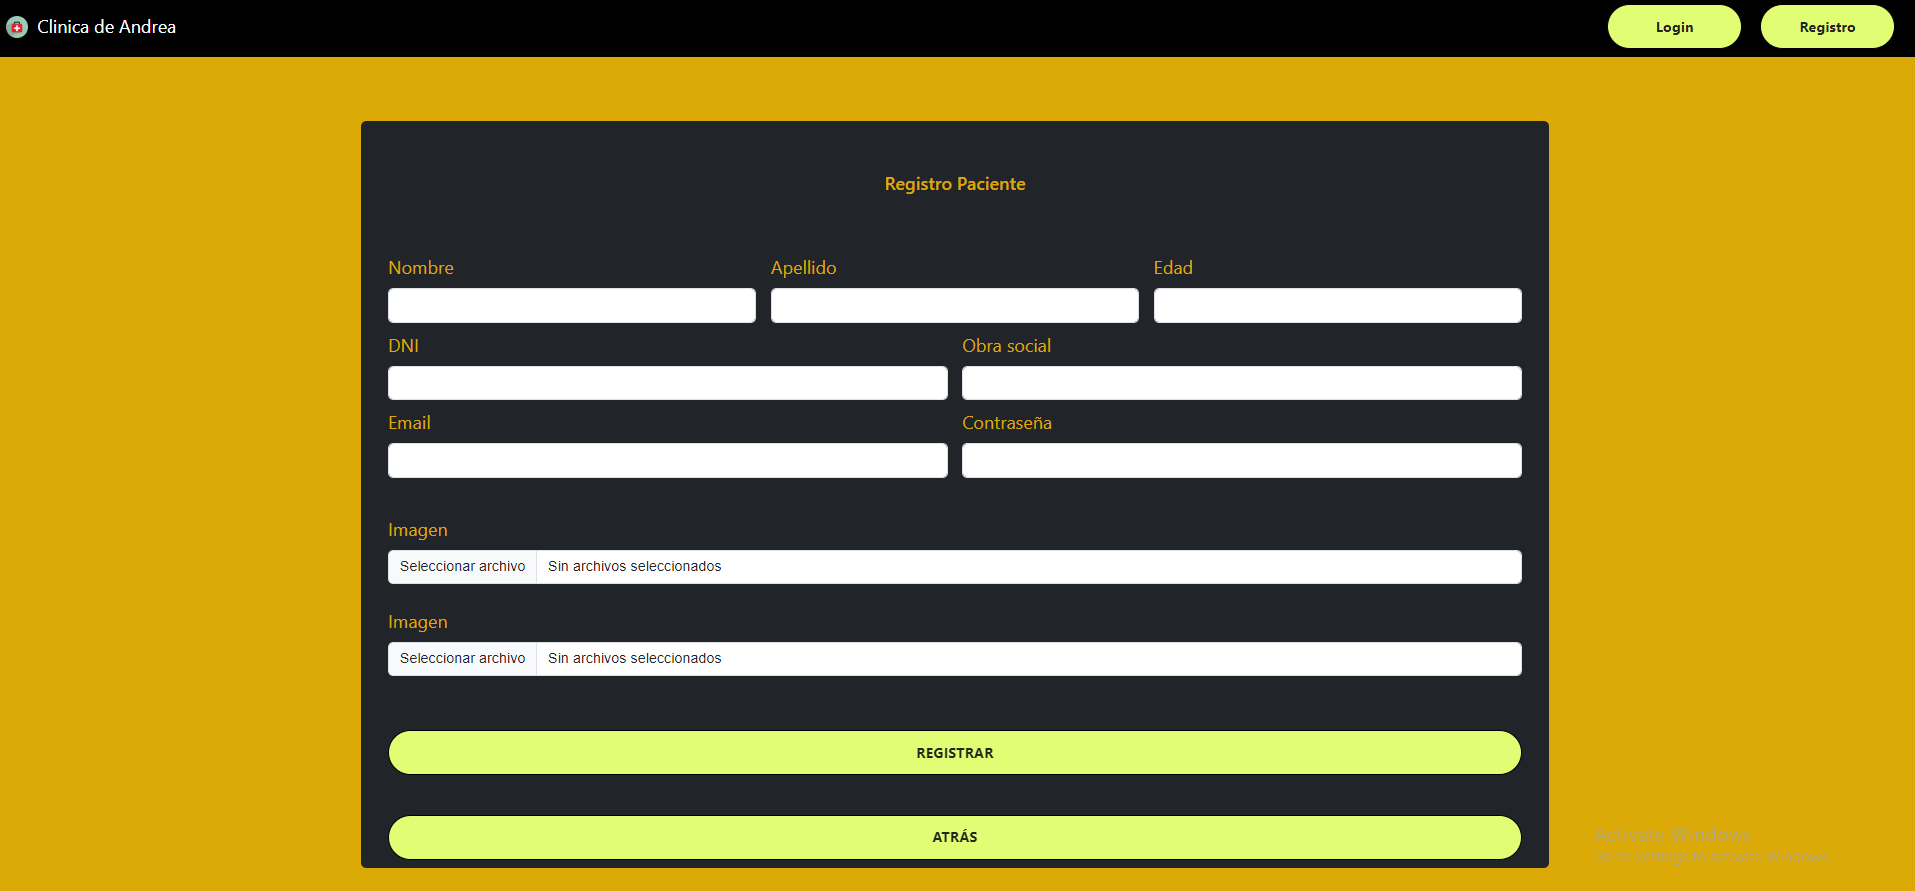 Clinica de Andrea
Login
Registro
Registro Paciente
Nombre
Apellido
Edad
DNI
Obra social
Email
Contraseña
Imagen
Seleccionar archivo
Sin archivos seleccionados
Imagen
Seleccionar archivo
Sin archivos seleccionados
REGISTRAR
ATRÁS
Activate Windows
Go to Settings to activate Windows.